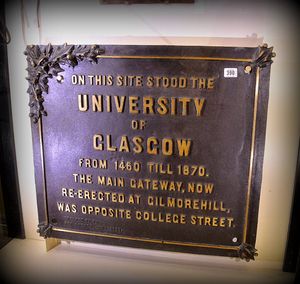 ON THIS SITE STOOD THE
UNIVERSITY
OF
GLASGOW
FROM 1460 TILL 1870.
THE MAIN GATEWAY, NOW
RE-ERECTED AT GILMOREHILL,
WAS OPPOSITE COLLEGE STREET.